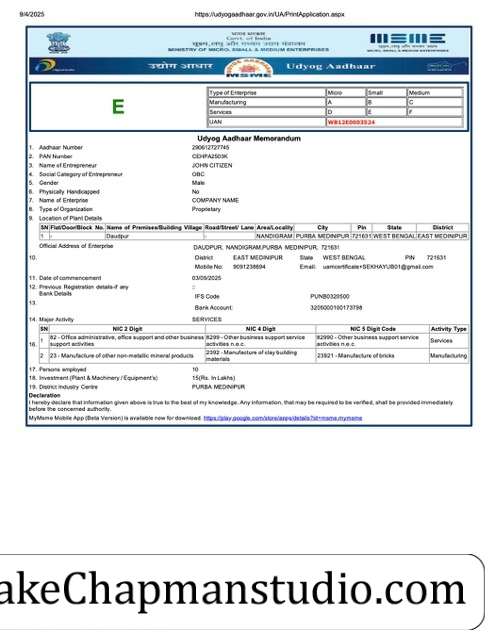 9/4/2025 https://udyogaadhaar.gov.in/UA/PrintApplication.aspx
भारत सरकार
Govt. of India
सूक्ष्म, लघु और मध्यम उद्यम मंत्रालय
MINISTRY OF MICRO, SMALL & MEDIUM ENTERPRISES
MICRO, SMALL & MEDIUM ENTERPRISES
उद्योग आधार Udyog Aadhaar
MSME
E
Type of Enterprise Micro Small Medium
Manufacturing A B C
Services D E F
UAN WB12E0003524
Udyog Aadhaar Memorandum
1. Aadhaar Number 290612727745
2. PAN Number CEHPA2503K
3. Name of Entrepreneur JOHN CITIZEN
4. Social Category of Entrepreneur OBC
5. Gender Male
6. Physically Handicapped No
7. Name of Enterprise COMPANY NAME
8. Type of Organization Proprietary
9. Location of Plant Details
SN Flat/Door/Block No. Name of Premises/Building Village Road/Street/ Lane Area/Locality City Pin State District
1 - Daudpur - NANDIGRAM PURBA MEDINIPUR 721631 WEST BENGAL EAST MEDINIPUR
Official Address of Enterprise DAUDPUR, NANDIGRAM,PURBA MEDINIPUR, 721631
10. District EAST MEDINIPUR State WEST BENGAL PIN 721631
Mobile No: 9091238694 Email: uamcertificate+SEKHAYUB01@gmail.com
11. Date of commencement 03/09/2025
12. Previous Registration details-if any :
Bank Details IFS Code PUNB0320500
13.
Bank Account: 3205000100173798
14. Major Activity SERVICES
SN NIC 2 Digit NIC 4 Digit NIC 5 Digit Code Activity Type
16. 1 82 - Office administrative, office support and other business support activities 8299 - Other business support service activities n.e.c. 82990 - Other business support service activities n.e.c. Services
2 23 - Manufacture of other non-metallic mineral products 2392 - Manufacture of clay building materials 23921 - Manufacture of bricks Manufacturing
17. Persons employed 10
18. Investment (Plant & Machinery / Equipment's) 15(Rs. In Lakhs)
19. District Industry Centre PURBA MEDINIPUR
Declaration
I hereby declare that information given above is true to the best of my knowledge. Any information, that may be required to be verified, shall be provided immediately
before the concerned authority.
MyMsme Mobile App (Beta Version) is available now for download. https://play.google.com/store/apps/details?id=msme.mymsme
akeChapmanstudio.com